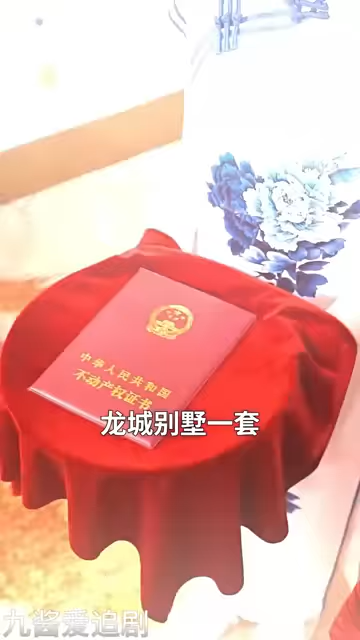 中华人民共和国
不动产权证书
龙城别墅一套
九酱爱追剧